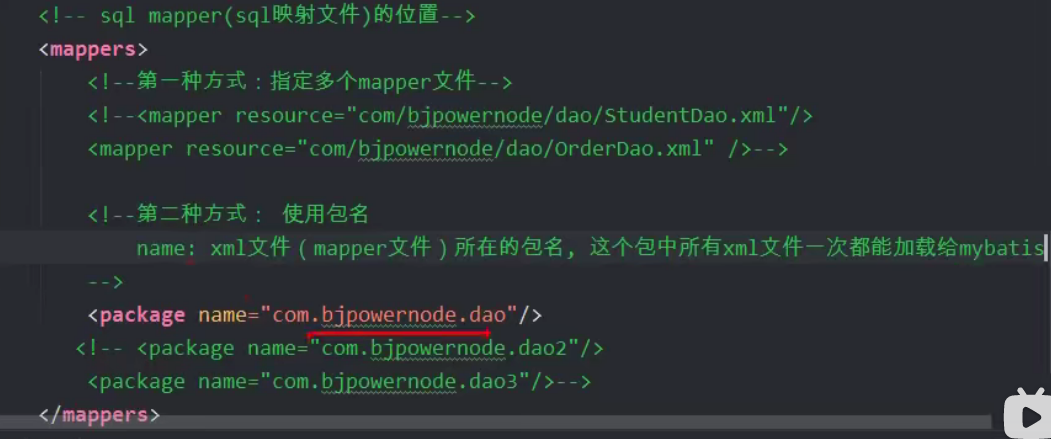 <!-- sql mapper(sql映射文件)的位置-->
<mappers>
<!--第一种方式：指定多个mapper文件-->
<!--<mapper resource="com/bjpowernode/dao/StudentDao.xml"/>
<mapper resource="com/bjpowernode/dao/OrderDao.xml" />-->
<!--第二种方式： 使用包名
name: xml文件（mapper文件）所在的包名, 这个包中所有xml文件一次都能加载给mybatis
-->
<package name="com.bjpowernode.dao"/>
<!-- <package name="com.bjpowernode.dao2"/>
<package name="com.bjpowernode.dao3"/>-->
</mappers>